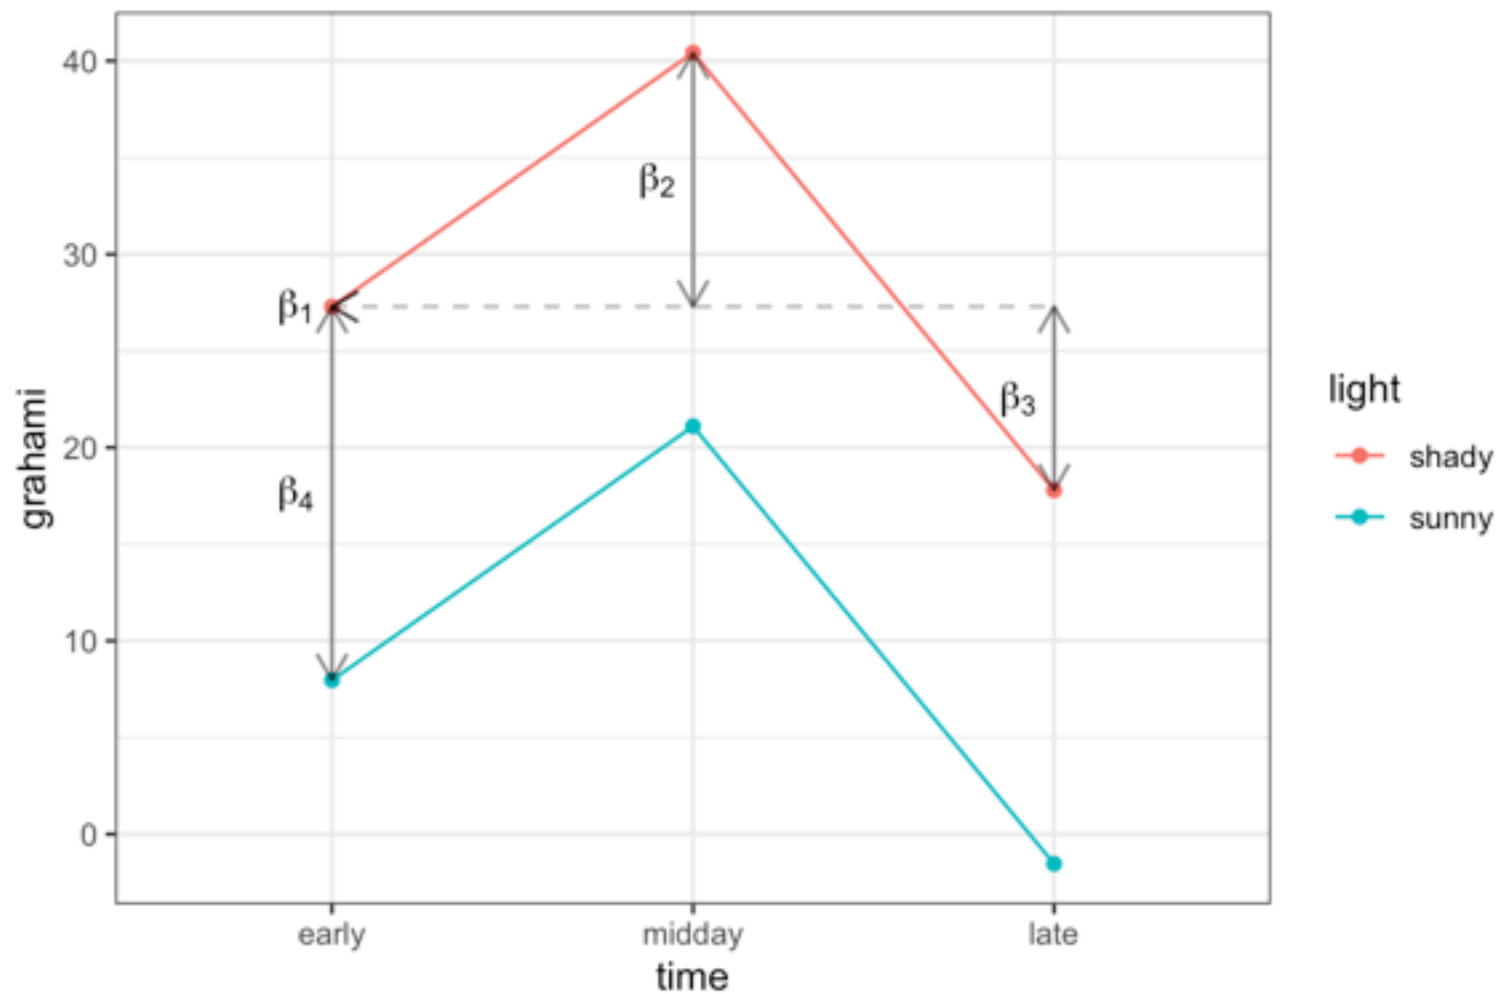 40
30
20
10
0
grahami
β1
β2
β3
β4
early
midday
late
time
light
shady
sunny